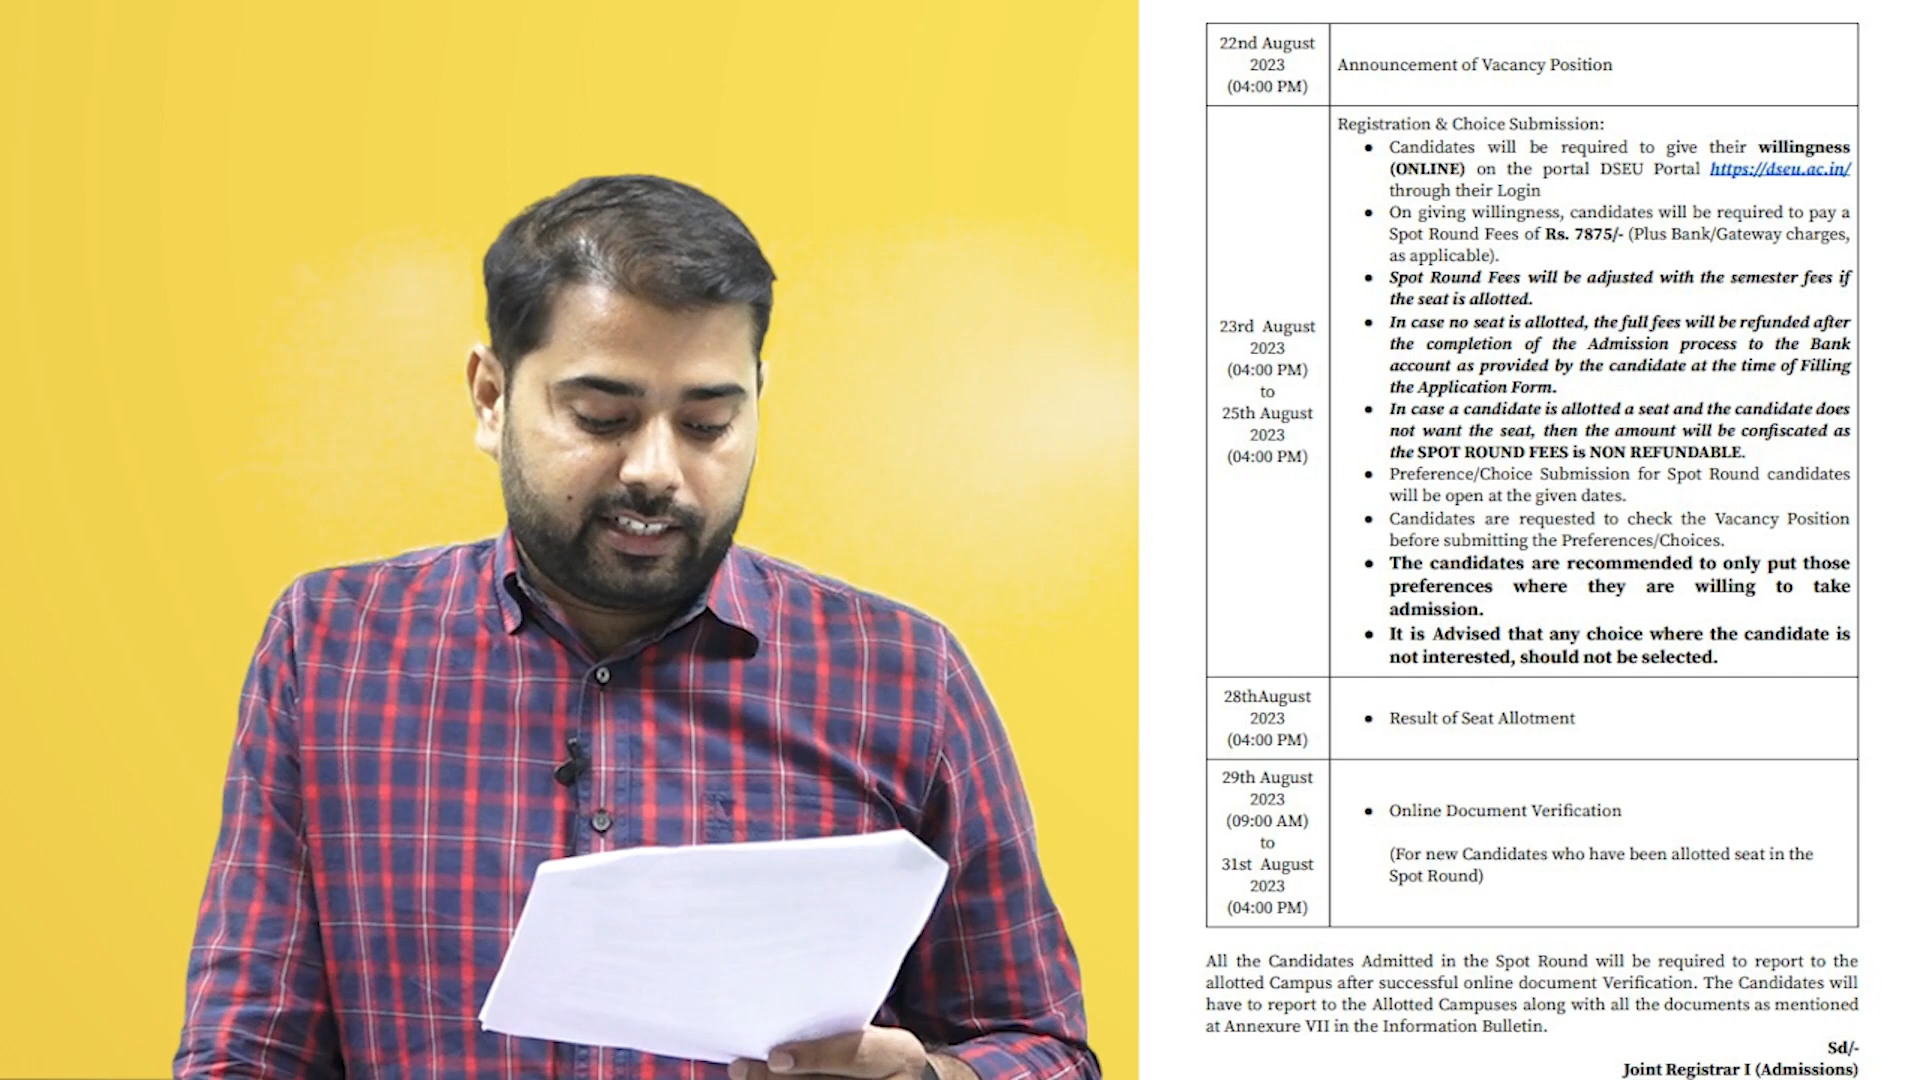 22nd August
2023
(04:00 PM)
Announcement of Vacancy Position
23rd August
2023
(04:00 PM)
to
25th August
2023
(04:00 PM)
Registration & Choice Submission:
● Candidates will be required to give their willingness
(ONLINE) on the portal DSEU Portal https://dseu.ac.in/
through their Login
● On giving willingness, candidates will be required to pay a
Spot Round Fees of Rs. 7875/- (Plus Bank/Gateway charges,
as applicable).
● Spot Round Fees will be adjusted with the semester fees if
the seat is allotted.
● In case no seat is allotted, the full fees will be refunded after
the completion of the Admission process to the Bank
account as provided by the candidate at the time of Filling
the Application Form.
● In case a candidate is allotted a seat and the candidate does
not want the seat, then the amount will be confiscated as
the SPOT ROUND FEES is NON REFUNDABLE.
● Preference/Choice Submission for Spot Round candidates
will be open at the given dates.
● Candidates are requested to check the Vacancy Position
before submitting the Preferences/Choices.
● The candidates are recommended to only put those
preferences where they are willing to take
admission.
● It is Advised that any choice where the candidate is
not interested, should not be selected.
28thAugust
2023
(04:00 PM)
● Result of Seat Allotment
29th August
2023
(09:00 AM)
to
31st August
2023
(04:00 PM)
● Online Document Verification
(For new Candidates who have been allotted seat in the
Spot Round)
All the Candidates Admitted in the Spot Round will be required to report to the
allotted Campus after successful online document Verification. The Candidates will
have to report to the Allotted Campuses along with all the documents as mentioned
at Annexure VII in the Information Bulletin.
Sd/-
Joint Registrar I (Admissions)